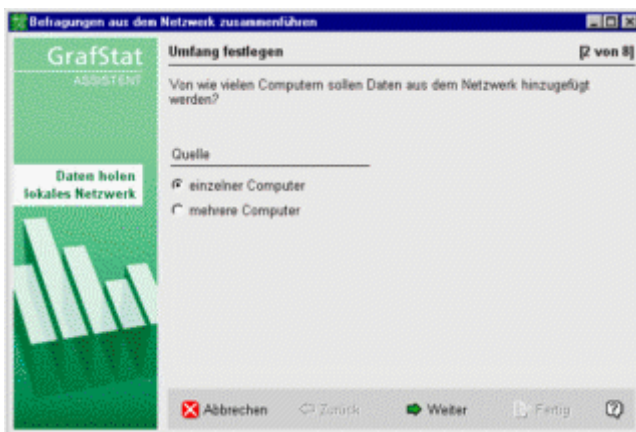 Befragungen aus dem Netzwerk zusammenführen
GrafStat
ASSISTENT
Daten holen
lokales Netzwerk
Umfang festlegen [2 von 8]
Von wie vielen Computern sollen Daten aus dem Netzwerk hinzugefügt
werden?
Quelle
einzelner Computer
mehrere Computer
Abbrechen Zurück Weiter Fertig